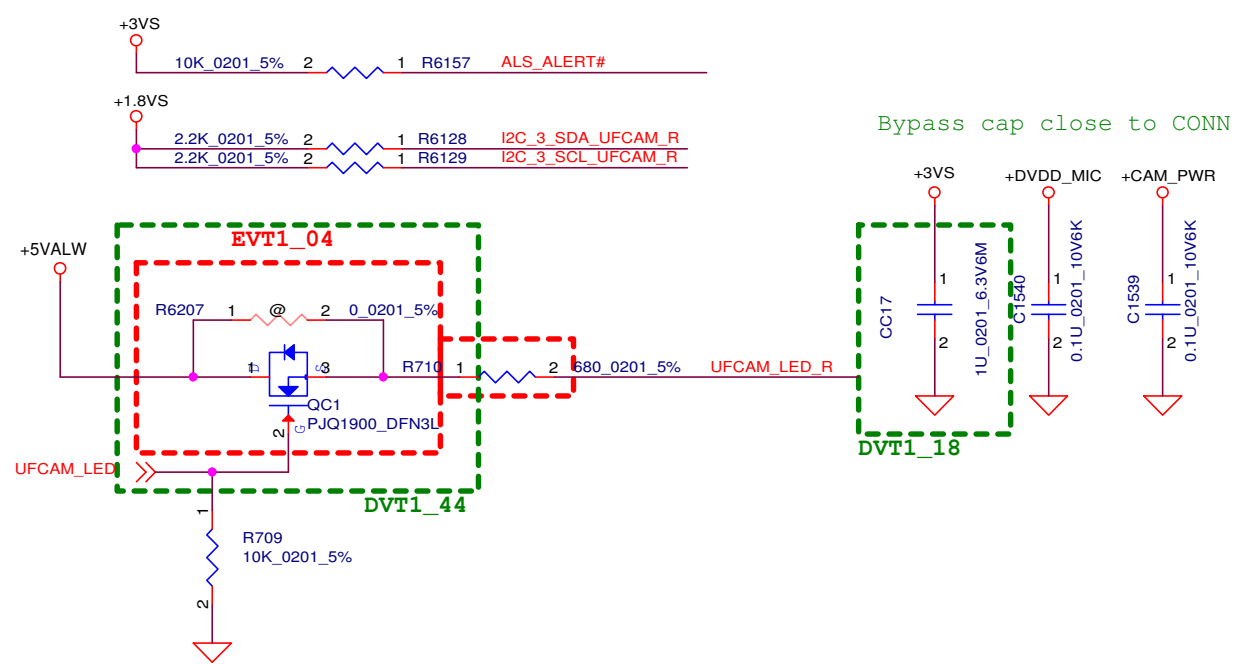 +3VS
10K_0201_5% 2 1 R6157 ALS_ALERT#
+1.8VS
2.2K_0201_5% 2 1 R6128 I2C_3_SDA_UFCAM_R
2.2K_0201_5% 2 1 R6129 I2C_3_SCL_UFCAM_R
Bypass cap close to CONN
+3VS +DVDD_MIC +CAM_PWR
1 CC17 2 1U_0201_6.3V6M
1 C1540 2 0.1U_0201_10V6K
1 C1539 2 0.1U_0201_10V6K
DVT1_18
+5VALW
EVT1_04
R6207 1 @ 2 0_0201_5%
1 D S 3 R710 1 2 680_0201_5% UFCAM_LED_R
QC1
2 G PJQ1900_DFN3L
UFCAM_LED
DVT1_44
1
R709
10K_0201_5%
2